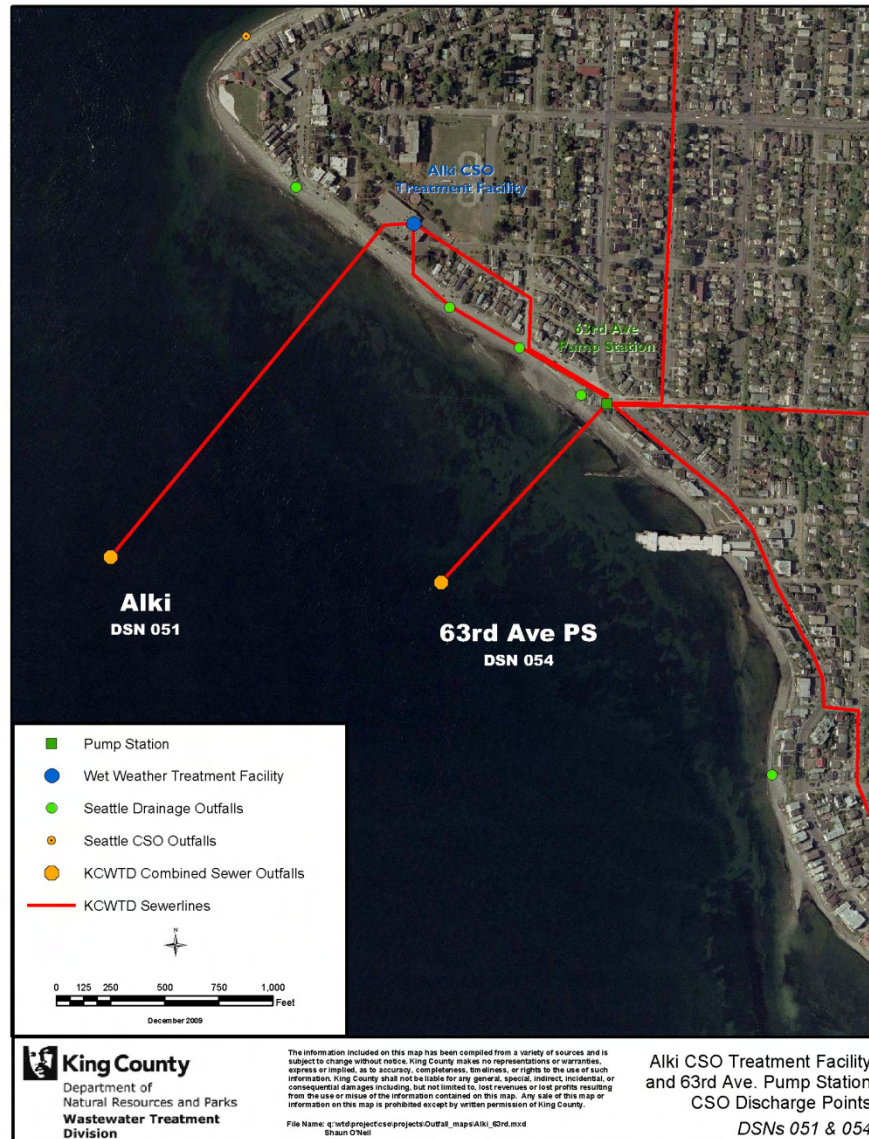 Alki CSO
Treatment Facility
63rd Ave
Pump Station
Alki
DSN 051
63rd Ave PS
DSN 054
Pump Station
Wet Weather Treatment Facility
Seattle Drainage Outfalls
Seattle CSO Outfalls
KCWTD Combined Sewer Outfalls
KCWTD Sewerlines
N
0 125 250 500 750 1,000
Feet
December 2009
King County
Department of
Natural Resources and Parks
Wastewater Treatment
Division
The information included on this map has been compiled from a variety of sources and is
subject to change without notice. King County makes no representations or warranties,
express or implied, as to accuracy, completeness, timeliness, or rights to the use of such
information. King County shall not be liable for any general, special, indirect, incidental, or
consequential damages including, but not limited to, lost revenues or lost profits resulting
from the use or misuse of the information contained on this map. Any sale of this map or
information on this map is prohibited except by written permission of King County.
File Name: q:\wtd\project\cso\projects\Outfall_maps\Alki_63rd.mxd
Shaun O'Neil
Alki CSO Treatment Facility
and 63rd Ave. Pump Station
CSO Discharge Points
DSNs 051 & 054